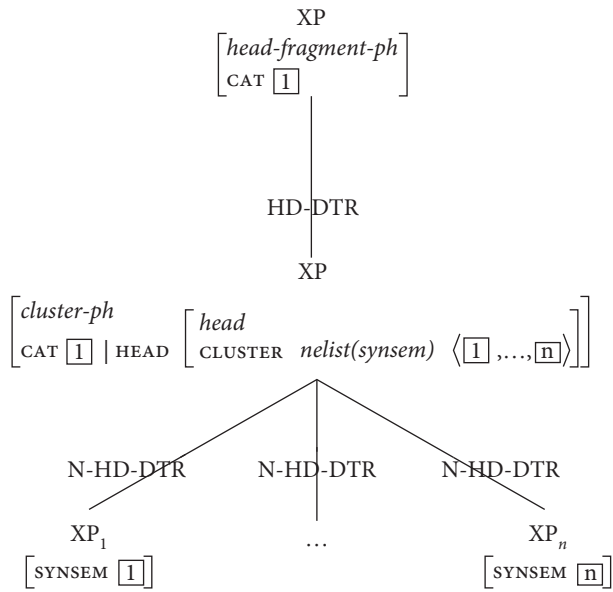 XP
head-fragment-ph
CAT 1
HD-DTR
XP
cluster-ph
CAT 1 | HEAD
head
CLUSTER nelist(synsem) ⟨1 ,…,n⟩
N-HD-DTR N-HD-DTR N-HD-DTR
XP1 … XPn
SYNSEM 1 SYNSEM n